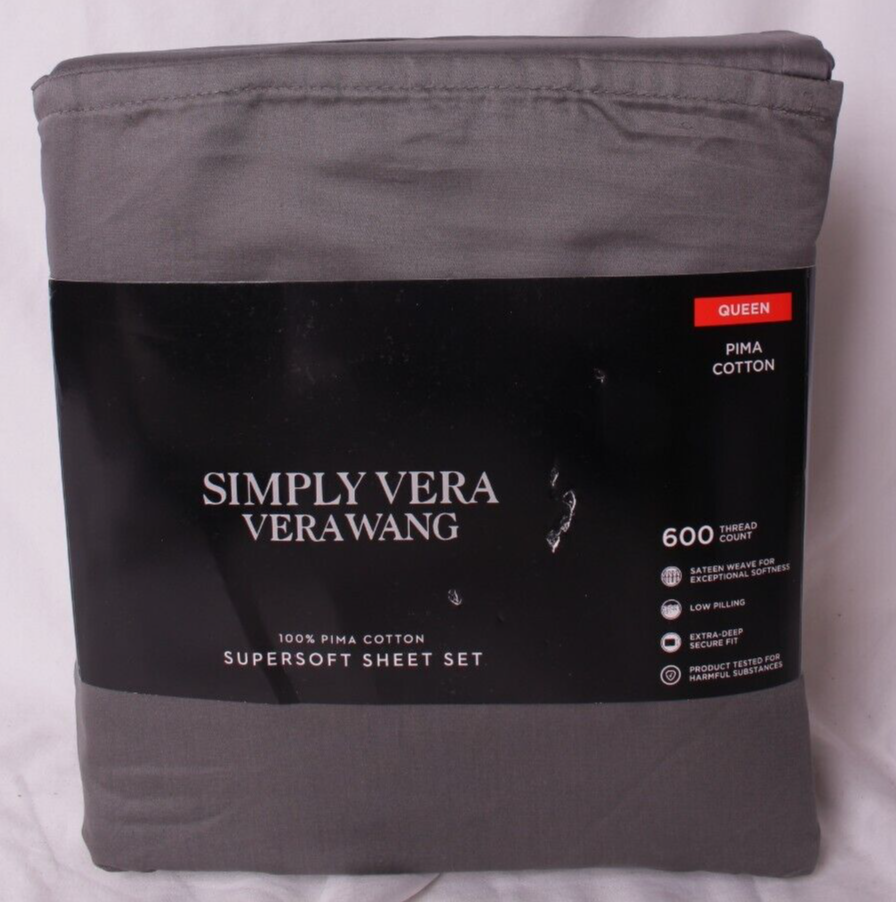 QUEEN
PIMA
COTTON
SIMPLY VERA
VERAWANG
600 THREAD
COUNT
SATEEN WEAVE FOR
EXCEPTIONAL SOFTNESS
LOW PILLING
EXTRA-DEEP
SECURE FIT
PRODUCT TESTED FOR
HARMFUL SUBSTANCES
100% PIMA COTTON
SUPERSOFT SHEET SET